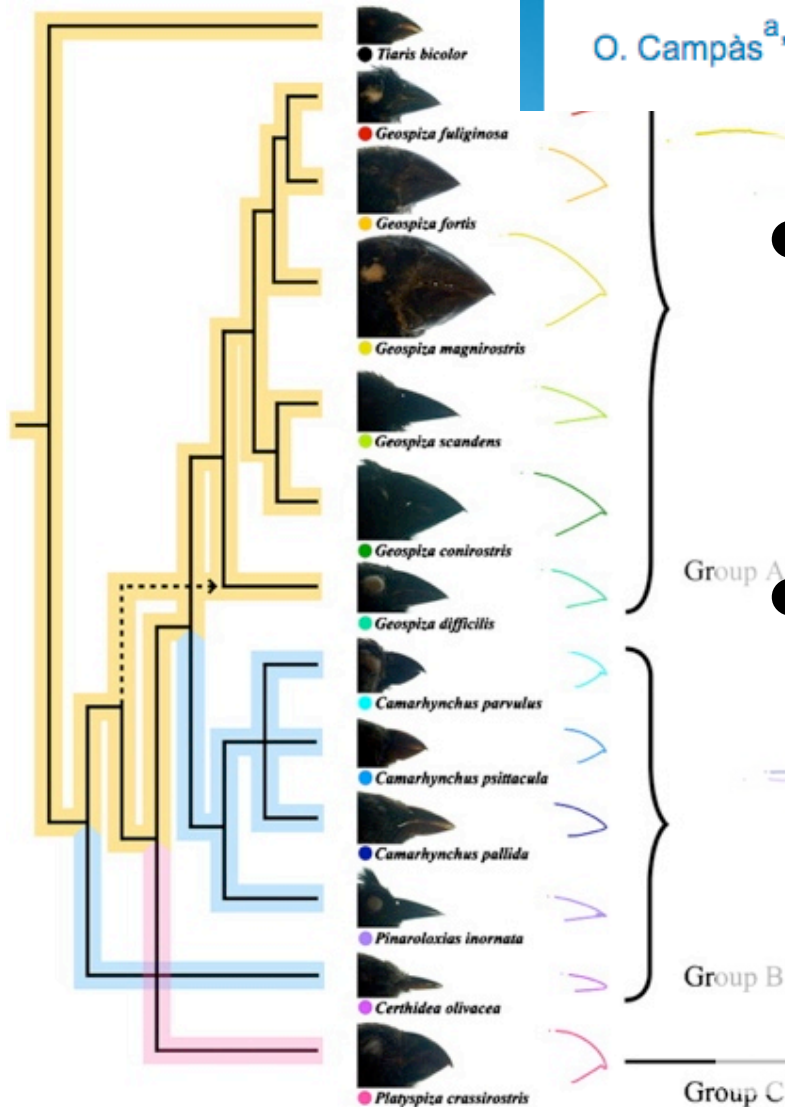 O. Campàs a,
Tiaris bicolor
Geospiza fuliginosa
Geospiza fortis
Geospiza magnirostris
Geospiza scandens
Geospiza conirostris
Group A
Geospiza difficilis
Camarhynchus parvulus
Camarhynchus psittacula
Camarhynchus pallida
Pinaroloxias inornata
Group B
Certhidea olivacea
Platyspiza crassirostris
Group C